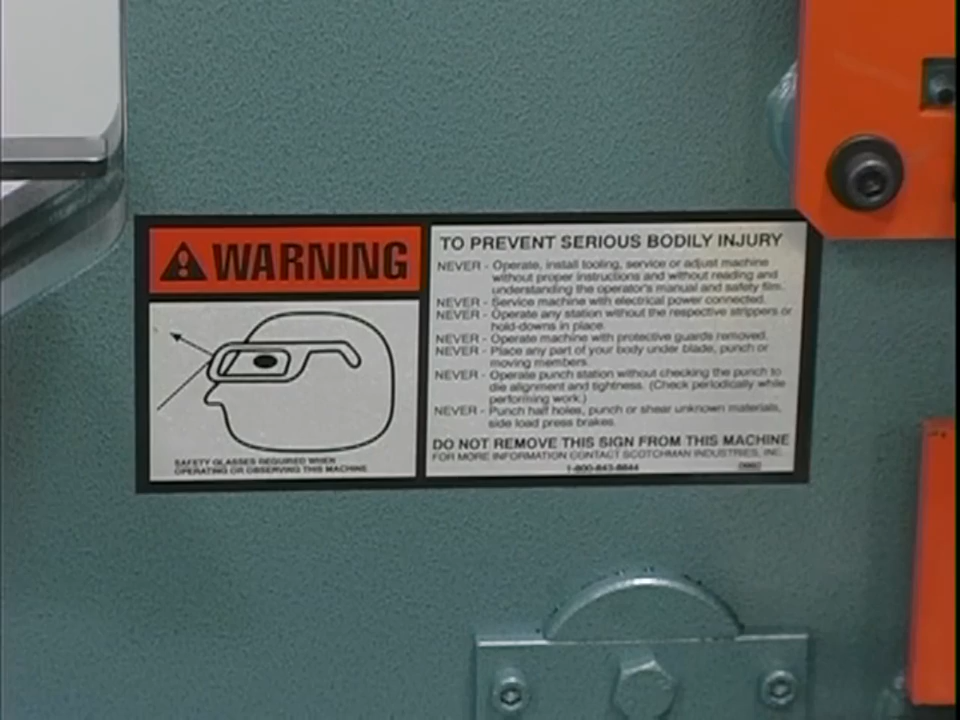 WARNING
SAFETY GLASSES REQUIRED WHEN
OPERATING OR OBSERVING THIS MACHINE
TO PREVENT SERIOUS BODILY INJURY
NEVER - Operate, install tooling, service or adjust machine
without proper instructions and without reading and
understanding the operator's manual and safety film.
NEVER - Service machine with electrical power connected.
NEVER - Operate any station without the respective strippers or
hold-downs in place.
NEVER - Operate machine with protective guards removed.
NEVER - Place any part of your body under blade, punch or
moving members.
NEVER - Operate punch station without checking the punch to
die alignment and tightness. (Check periodically while
performing work.)
NEVER - Punch half holes, punch or shear unknown materials,
side load press brakes.
DO NOT REMOVE THIS SIGN FROM THIS MACHINE
FOR MORE INFORMATION CONTACT SCOTCHMAN INDUSTRIES, INC.
1-800-843-8844